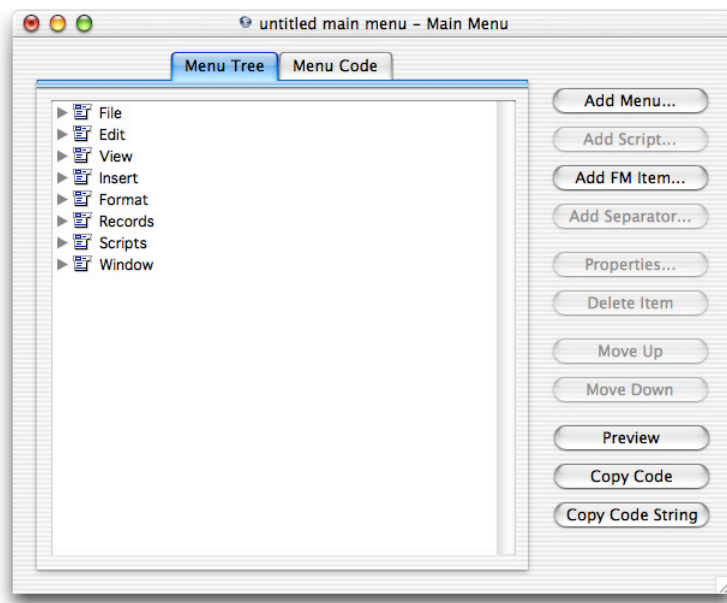 untitled main menu – Main Menu
Menu Tree
Menu Code
File
Edit
View
Insert
Format
Records
Scripts
Window
Add Menu...
Add Script...
Add FM Item...
Add Separator...
Properties...
Delete Item
Move Up
Move Down
Preview
Copy Code
Copy Code String